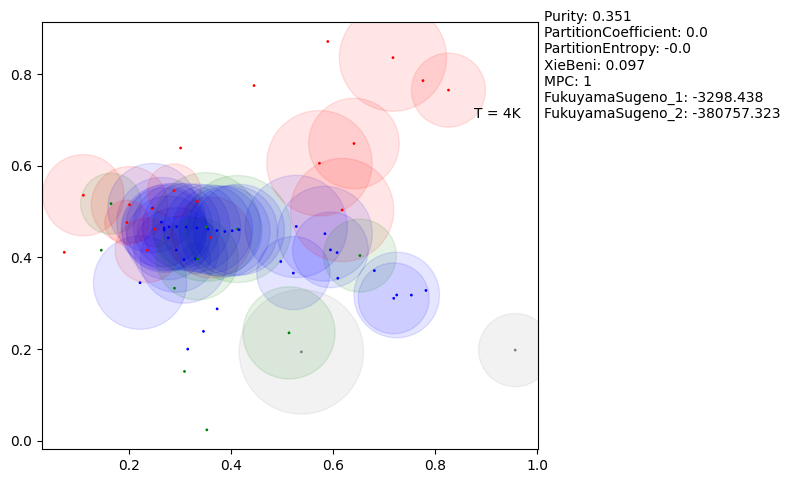 Purity: 0.351
PartitionCoefficient: 0.0
PartitionEntropy: -0.0
XieBeni: 0.097
MPC: 1
FukuyamaSugeno_1: -3298.438
FukuyamaSugeno_2: -380757.323
T = 4K
0.8
0.6
0.4
0.2
0.0
0.2 0.4 0.6 0.8 1.0